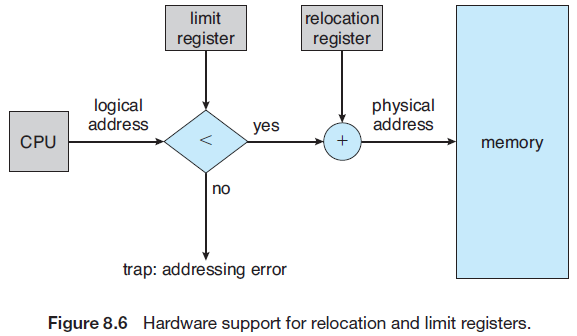 limit
register
relocation
register
logical
address
physical
address
CPU
<
yes
+
memory
no
trap: addressing error
Figure 8.6 Hardware support for relocation and limit registers.